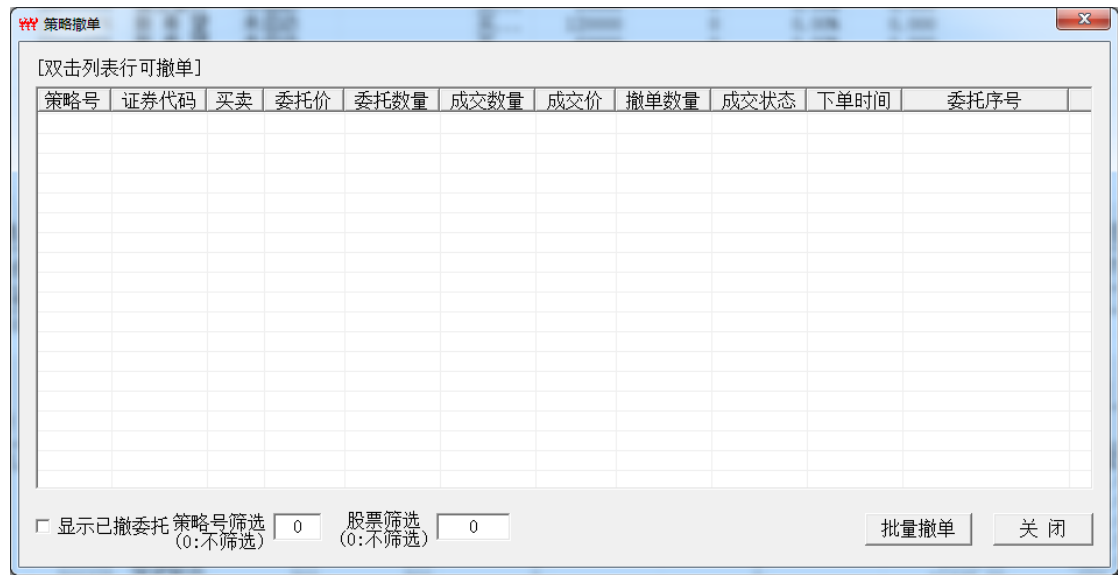 策略撤单
[双击列表行可撤单]
策略号 证券代码 买卖 委托价 委托数量 成交数量 成交价 撤单数量 成交状态 下单时间 委托序号
显示已撤委托 策略号筛选 0 股票筛选 0 批量撤单 关 闭
(0:不筛选) (0:不筛选)